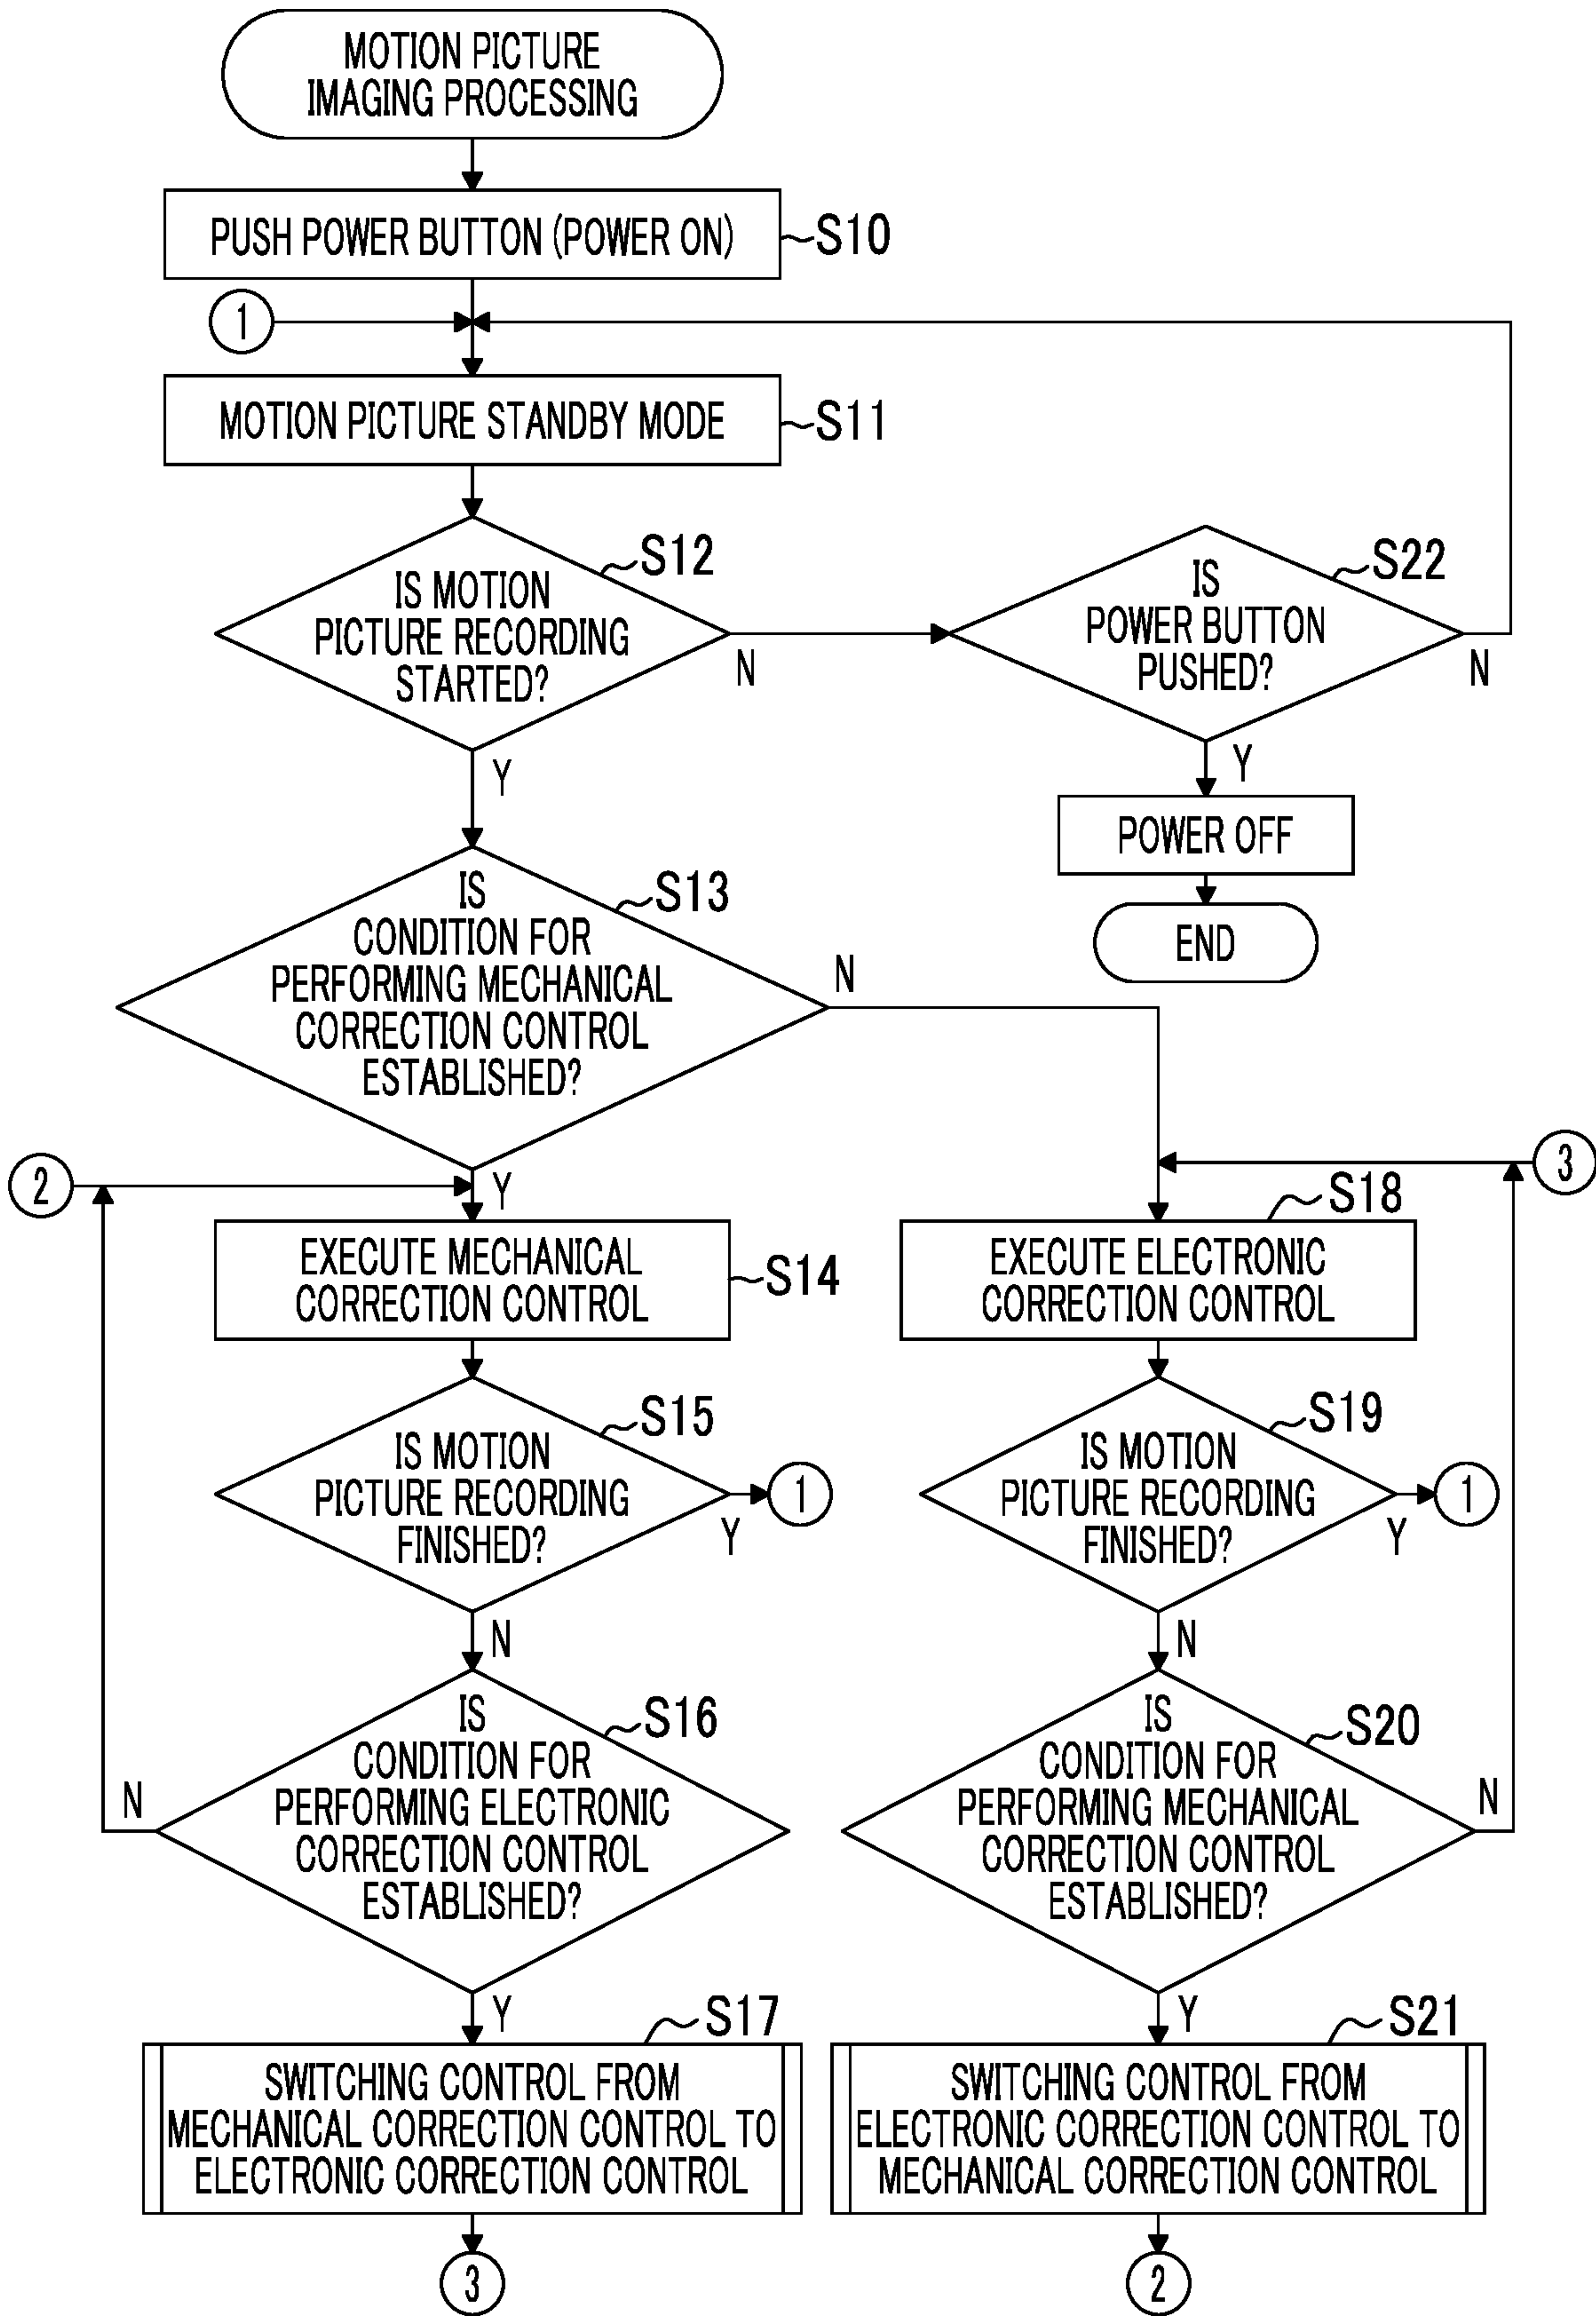 MOTION PICTURE
IMAGING PROCESSING
PUSH POWER BUTTON (POWER ON)
S10
1
MOTION PICTURE STANDBY MODE
S11
S12
IS MOTION
PICTURE RECORDING
STARTED?
N
Y
S22
IS
POWER BUTTON
PUSHED?
N
Y
POWER OFF
END
S13
IS
CONDITION FOR
PERFORMING MECHANICAL
CORRECTION CONTROL
ESTABLISHED?
N
Y
2
3
EXECUTE MECHANICAL
CORRECTION CONTROL
S14
S18
EXECUTE ELECTRONIC
CORRECTION CONTROL
S15
IS MOTION
PICTURE RECORDING
FINISHED?
1
Y
N
S19
IS MOTION
PICTURE RECORDING
FINISHED?
1
Y
N
S16
IS
CONDITION FOR
PERFORMING ELECTRONIC
CORRECTION CONTROL
ESTABLISHED?
N
Y
S20
IS
CONDITION FOR
PERFORMING MECHANICAL
CORRECTION CONTROL
ESTABLISHED?
N
Y
S17
SWITCHING CONTROL FROM
MECHANICAL CORRECTION CONTROL TO
ELECTRONIC CORRECTION CONTROL
3
S21
SWITCHING CONTROL FROM
ELECTRONIC CORRECTION CONTROL TO
MECHANICAL CORRECTION CONTROL
2